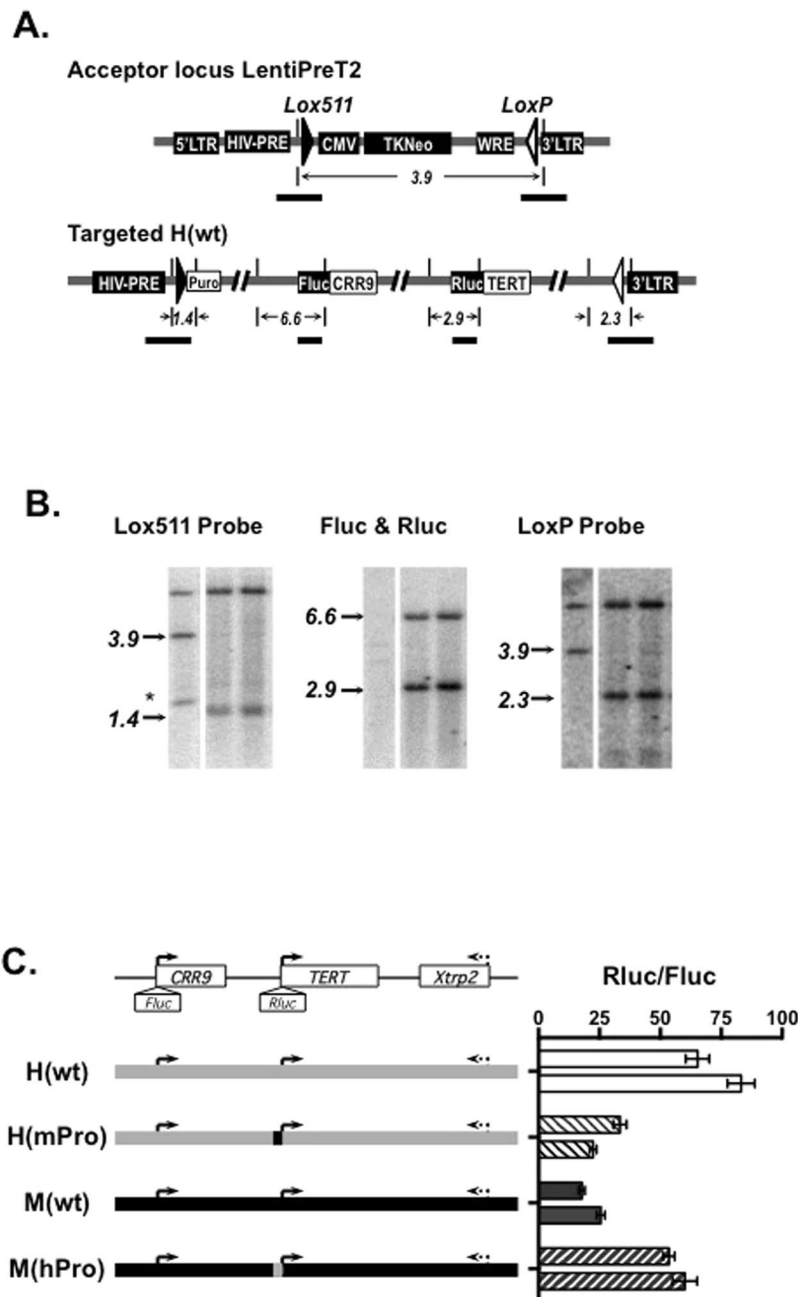 A.
Acceptor locus LentiPreT2
Lox511 LoxP
5'LTR HIV-PRE CMV TKNeo WRE 3'LTR
3.9
Targeted H(wt)
HIV-PRE Puro Fluc CRR9 Rluc TERT 3'LTR
1.4 6.6 2.9 2.3
B.
Lox511 Probe Fluc & Rluc LoxP Probe
3.9 6.6 3.9
* 2.9 2.3
1.4
C.
CRR9 TERT Xtrp2
Fluc Rluc
Rluc/Fluc
0 25 50 75 100
H(wt)
H(mPro)
M(wt)
M(hPro)